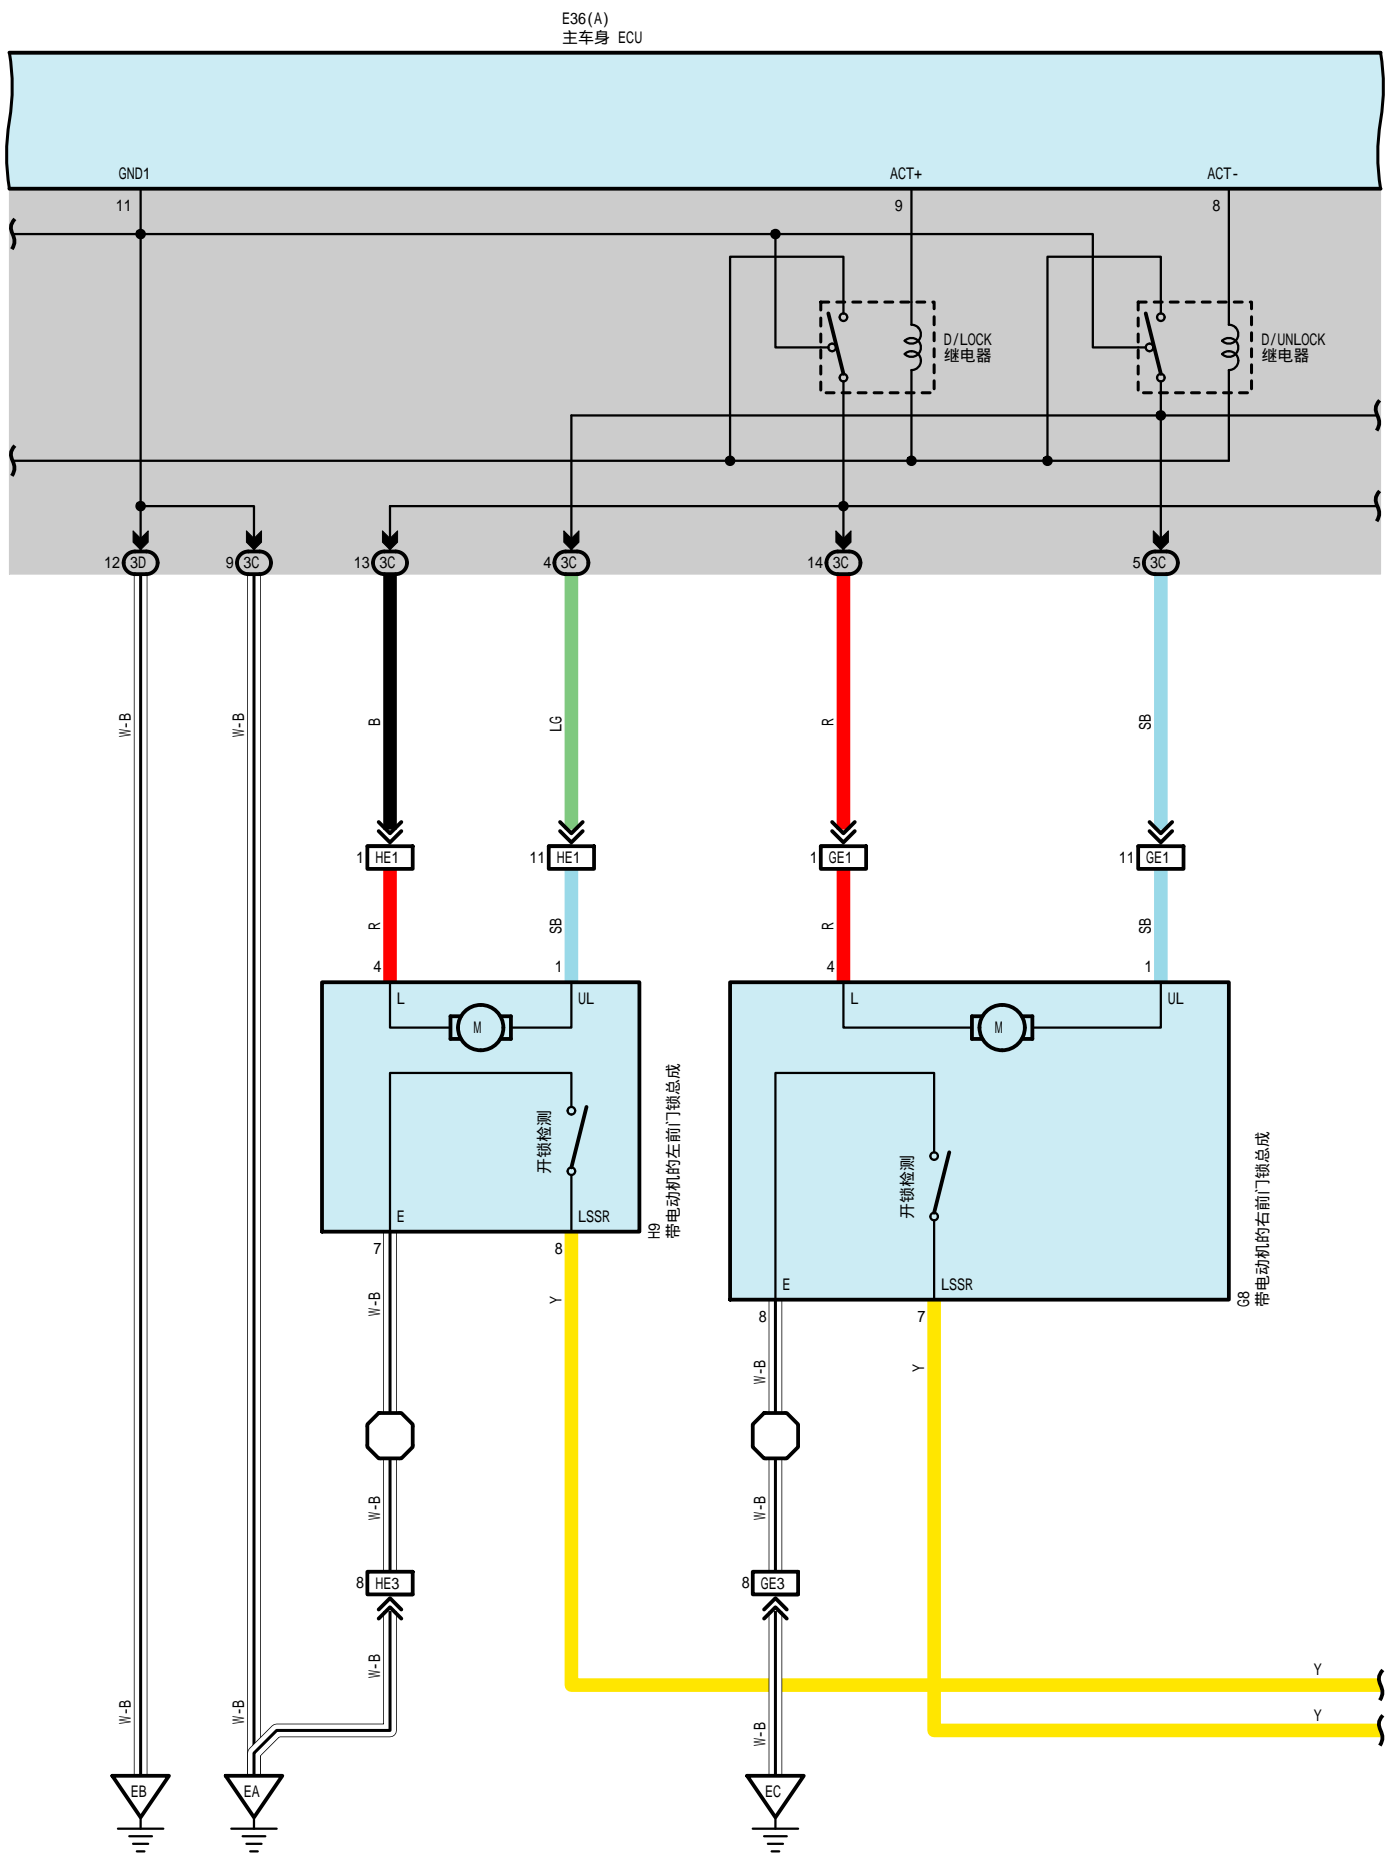 E36(A)
主车身 ECU
GND1
ACT+
ACT-
11
9
8
D/LOCK
继电器
D/UNLOCK
继电器
12
3D
9
3C
13
3C
4
3C
14
3C
5
3C
W-B
W-B
B
LG
R
SB
1
HE1
11
HE1
1
GE1
11
GE1
R
SB
R
SB
4
1
4
1
L
UL
L
UL
M
M
开锁检测
开锁检测
E
LSSR
H9
带电动机的左前门锁总成
E
LSSR
G8
带电动机的右前门锁总成
7
8
8
7
W-B
Y
W-B
Y
W-B
W-B
8
HE3
8
GE3
W-B
Y
W-B
W-B
W-B
Y
EB
EA
EC